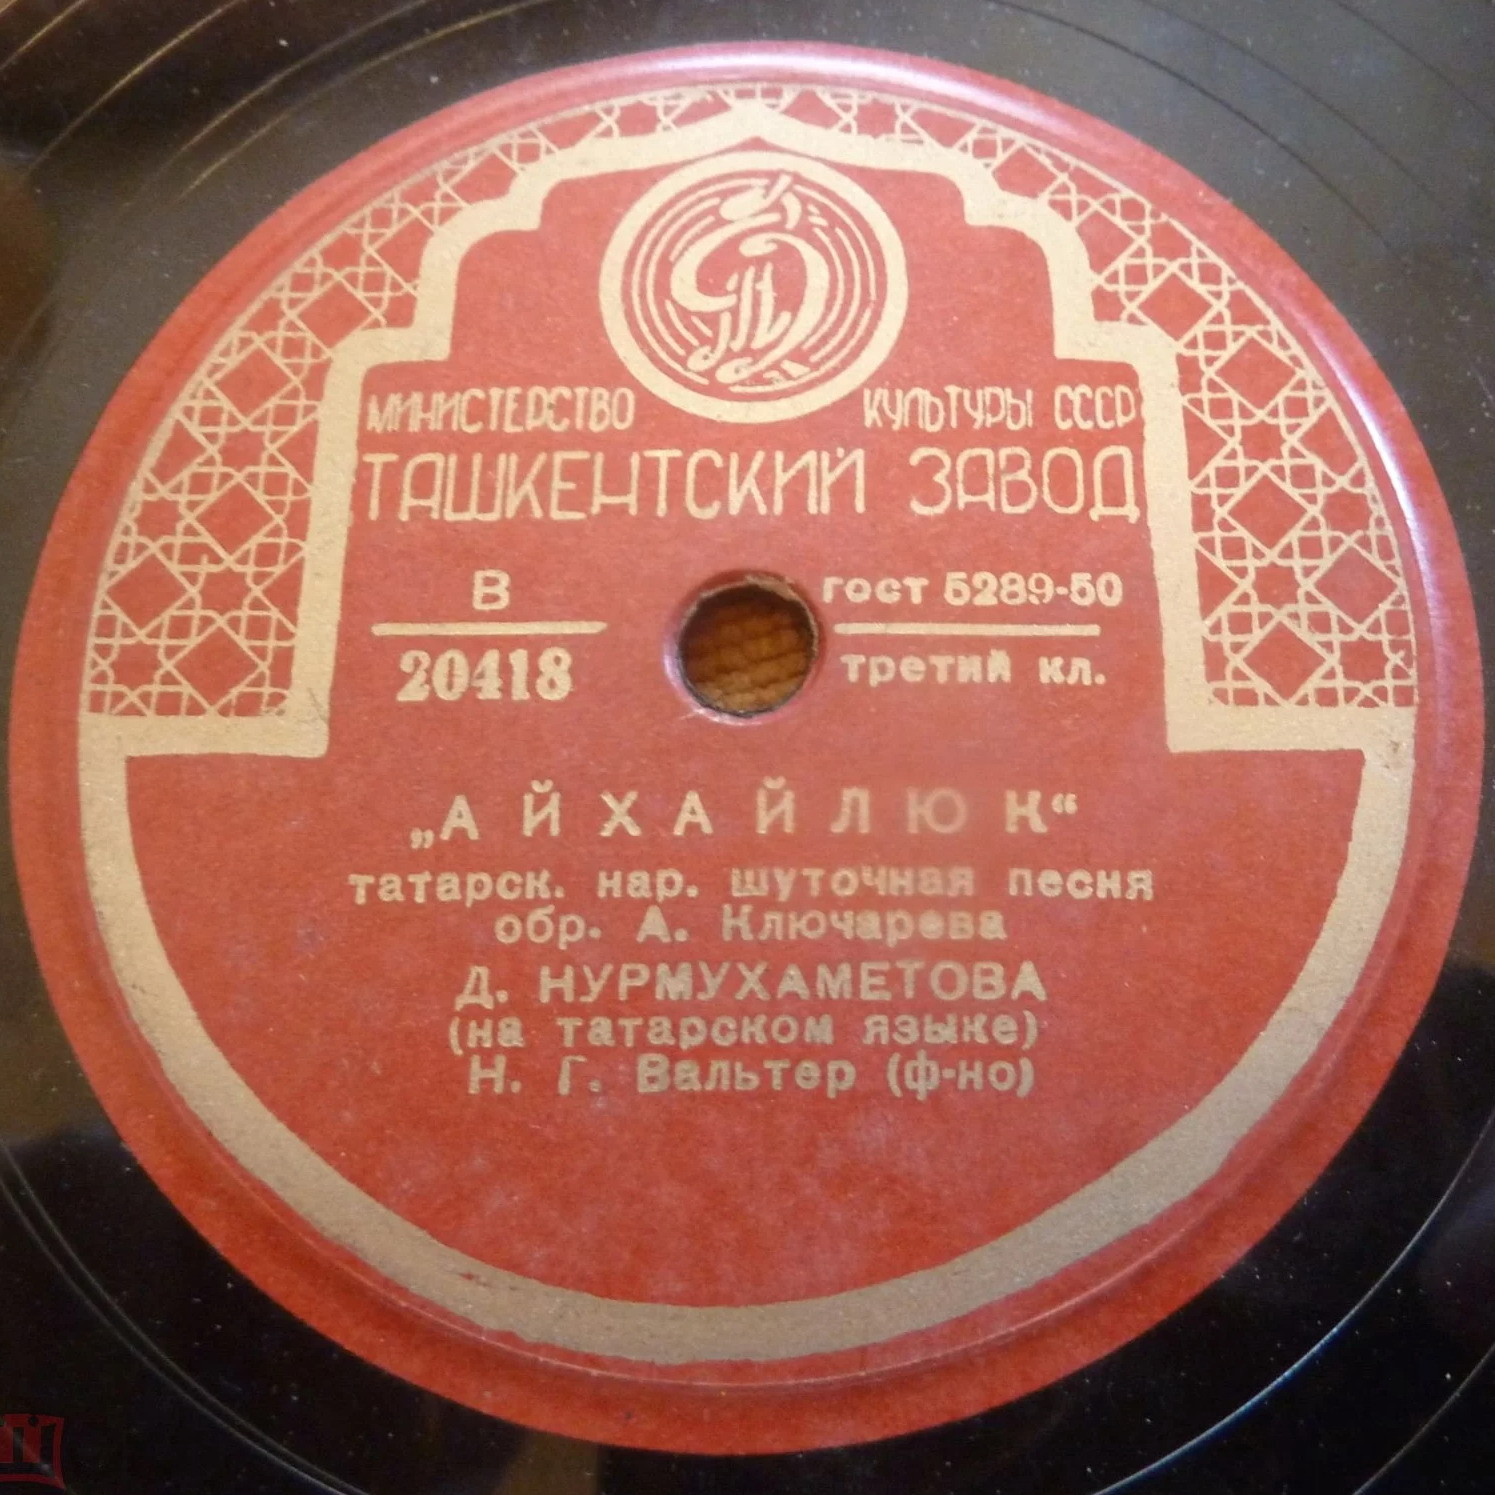 МИНИСТЕРСТВО КУЛЬТУРЫ СССР
ТАШКЕНТСКИЙ ЗАВОД
В
20418
гост 5289-50
третий кл.
„АЙХАЙЛЮК“
татарск. нар. шуточная песня
обр. А. Ключарева
Д. НУРМУХАМЕТОВА
(на татарском языке)
Н. Г. Вальтер (ф-но)